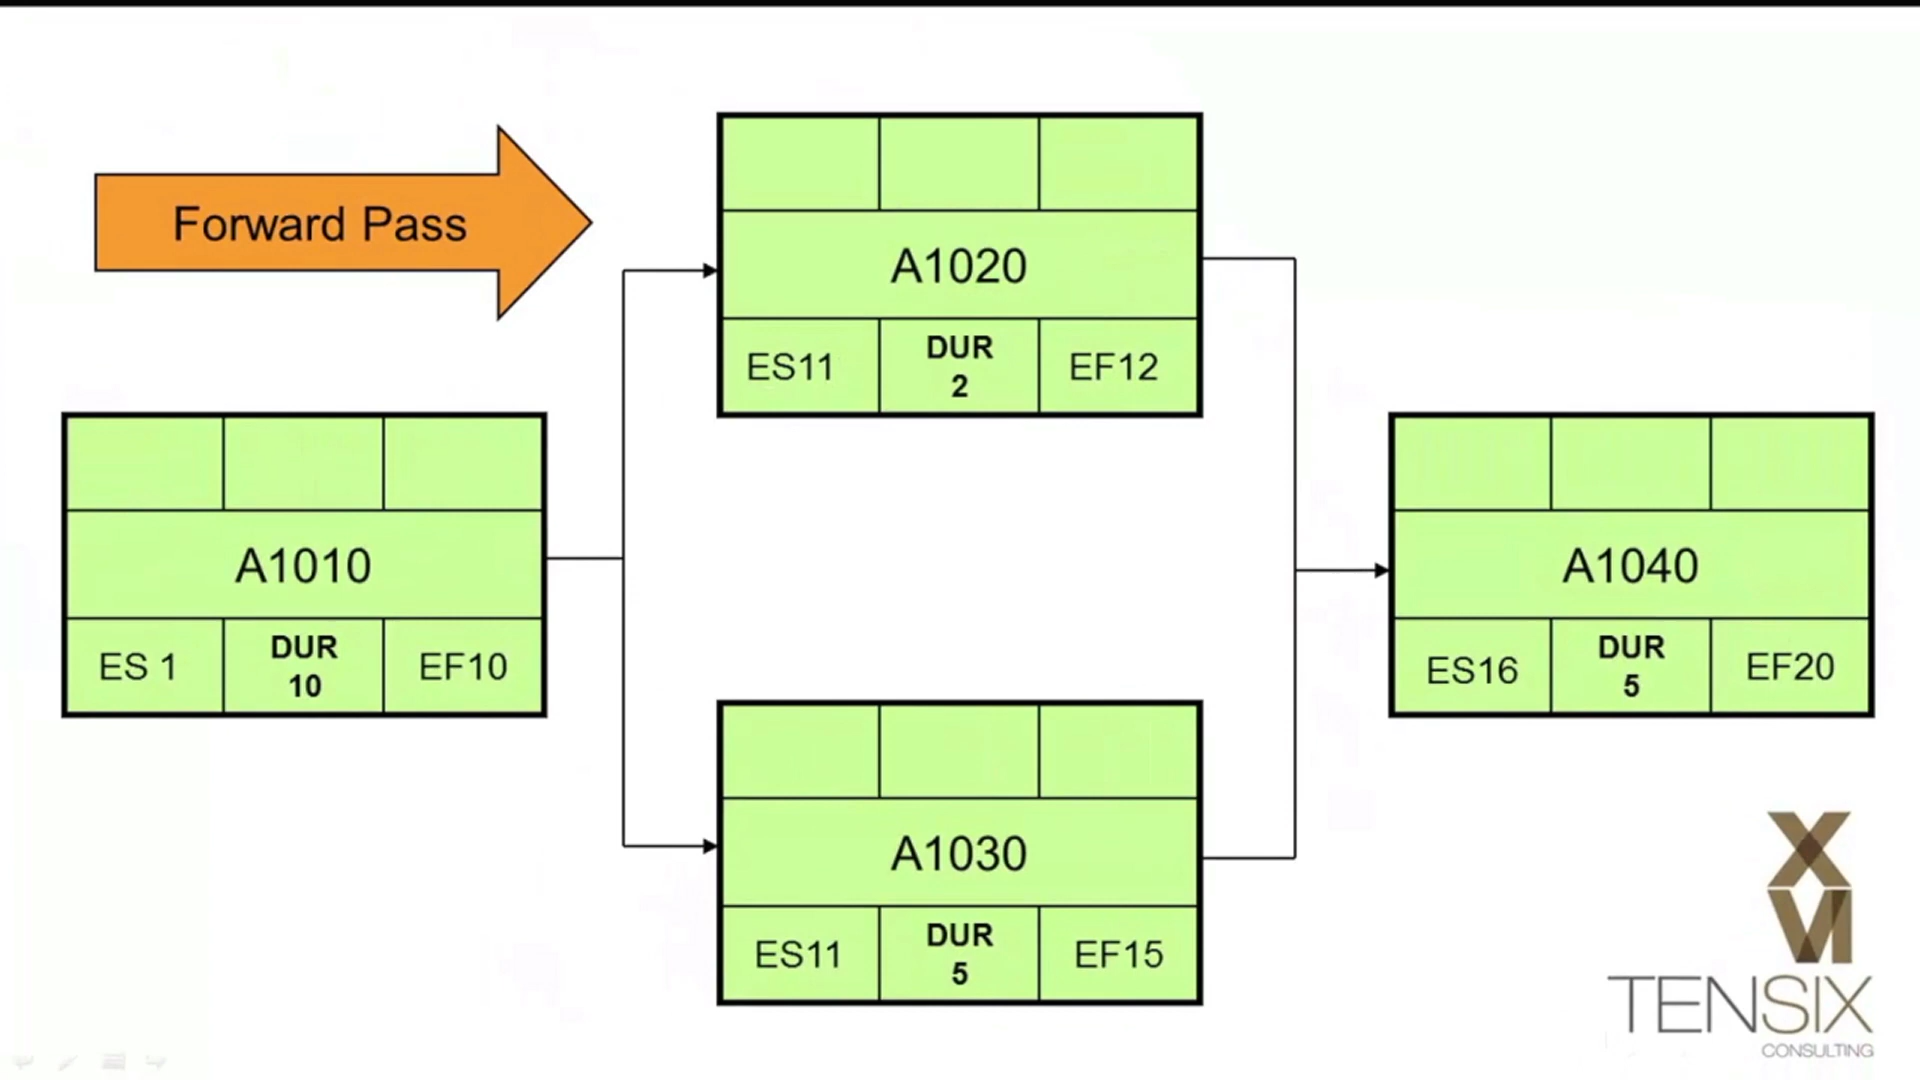 Forward Pass
A1020
ES11
DUR
2
EF12
A1010
ES 1
DUR
10
EF10
A1040
ES16
DUR
5
EF20
A1030
ES11
DUR
5
EF15
XVI
TENSIX
CONSULTING